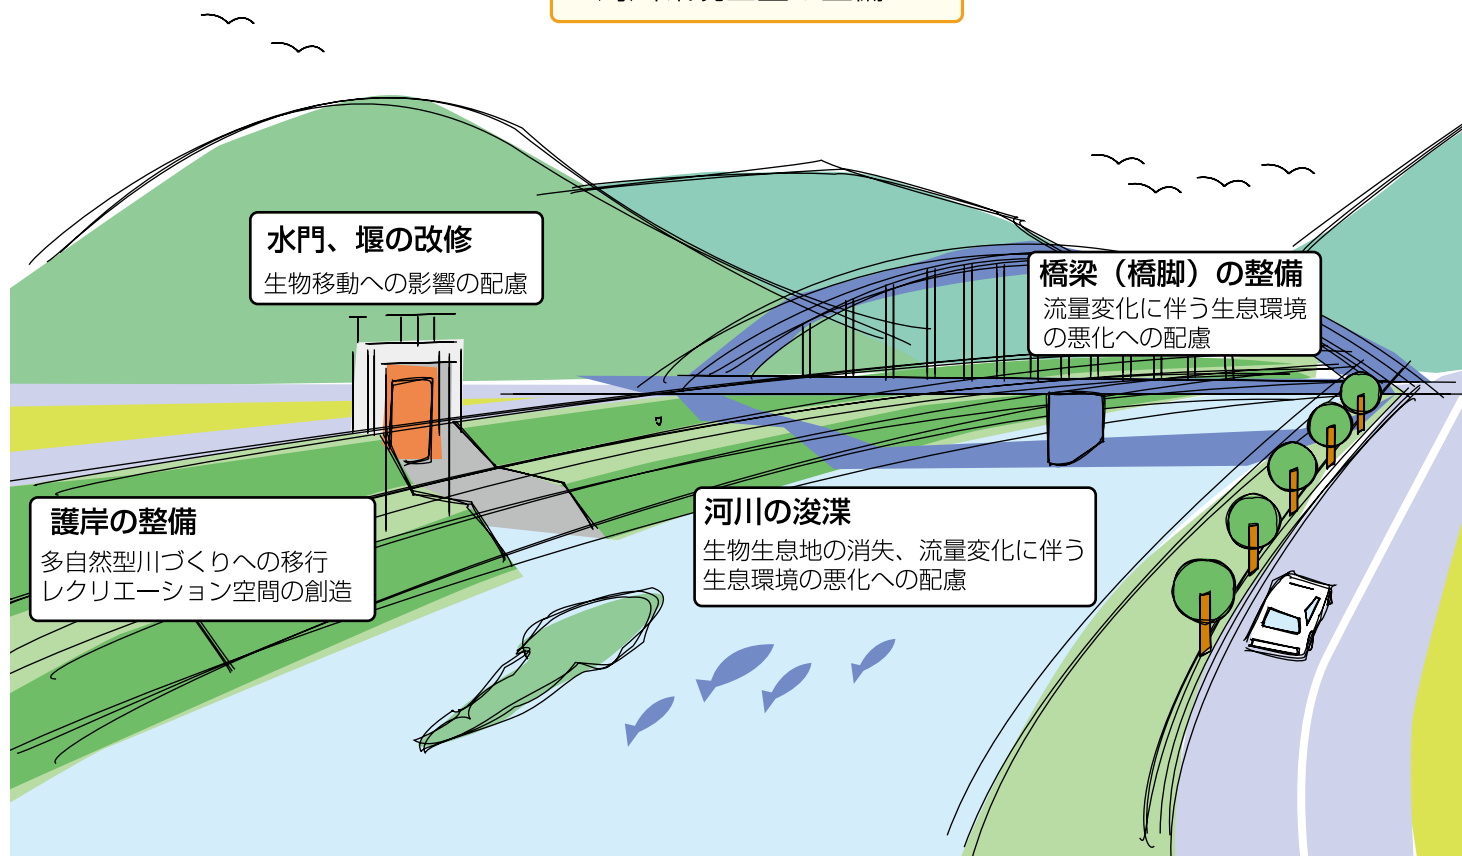 水門、堰の改修
生物移動への影響の配慮
橋梁（橋脚）の整備
流量変化に伴う生息環境
の悪化への配慮
護岸の整備
多自然型川づくりへの移行
レクリエーション空間の創造
河川の浚渫
生物生息地の消失、流量変化に伴う
生息環境の悪化への配慮